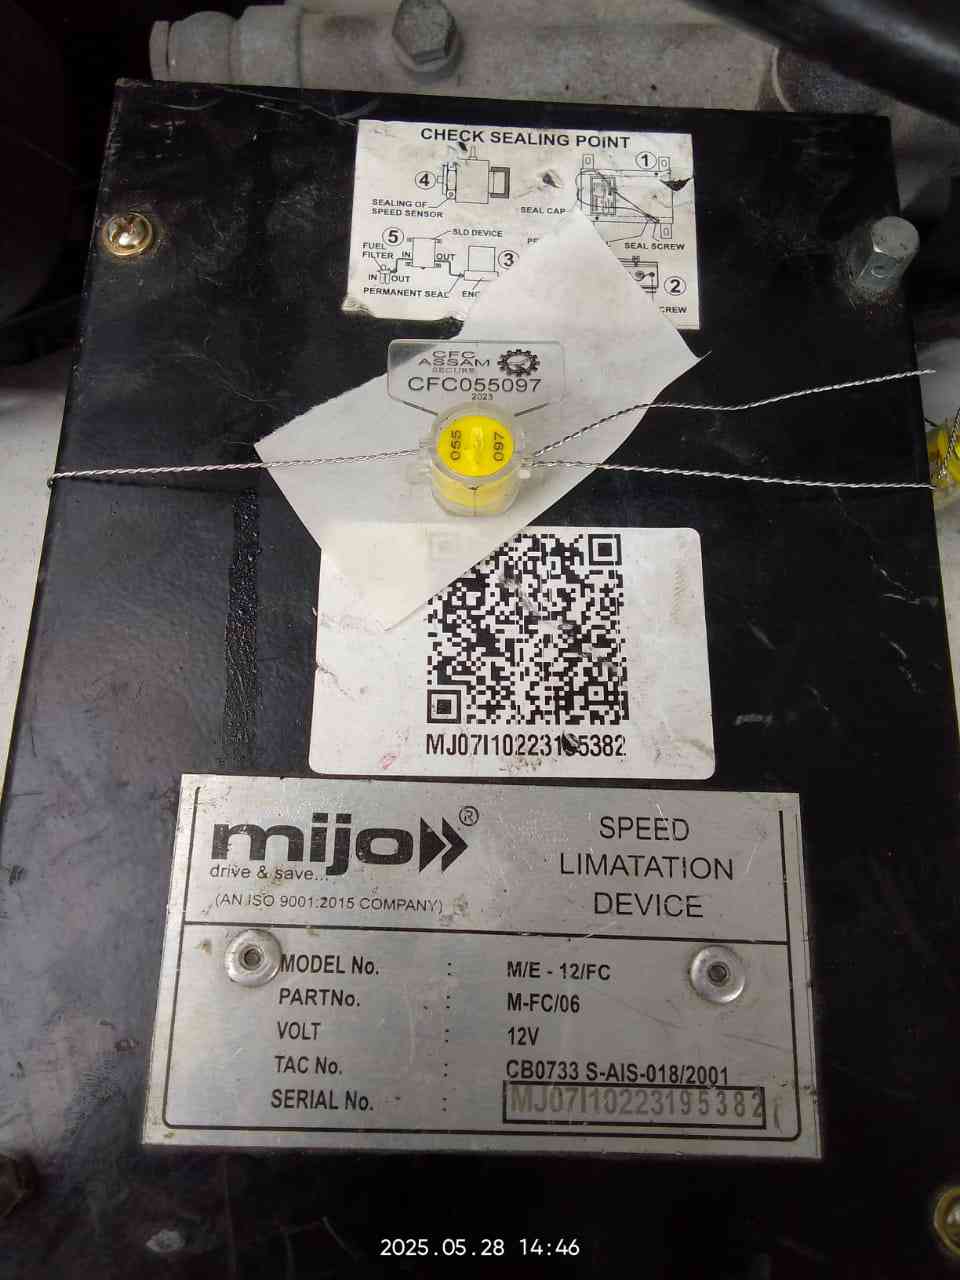 CHECK SEALING POINT
4
1
SEALING OF
SPEED SENSOR
SEAL CAP
SEAL SCREW
5
SLD DEVICE
FUEL
FILTER
IN
OUT
3
2
IN
OUT
PERMANENT SEAL
CFC
ASSAM
SECURE
CFC055097
2023
055
097
mijo
®
drive & save...
(AN ISO 9001:2015 COMPANY)
SPEED
LIMATATION
DEVICE
MODEL No. : M/E - 12/FC
PARTNo. : M-FC/06
VOLT : 12V
TAC No. : CB0733 S-AIS-018/2001
SERIAL No. : MJ07I10223195382
2025.05.28 14:46